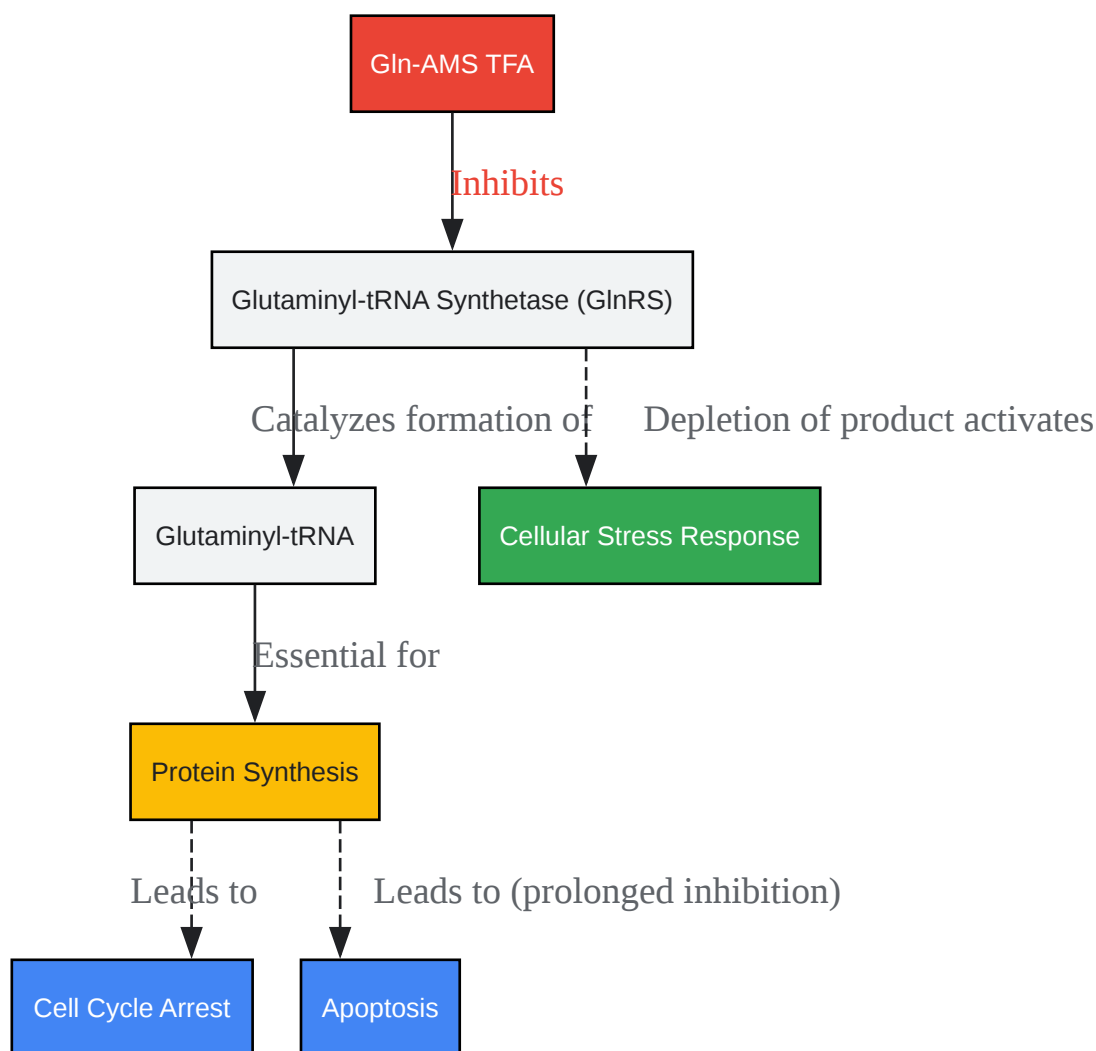 Gln-AMS TFA
Inhibits
Glutaminyl-tRNA Synthetase (GlnRS)
Catalyzes formation of
Depletion of product activates
Glutaminyl-tRNA
Cellular Stress Response
Essential for
Protein Synthesis
Leads to
Leads to (prolonged inhibition)
Cell Cycle Arrest
Apoptosis